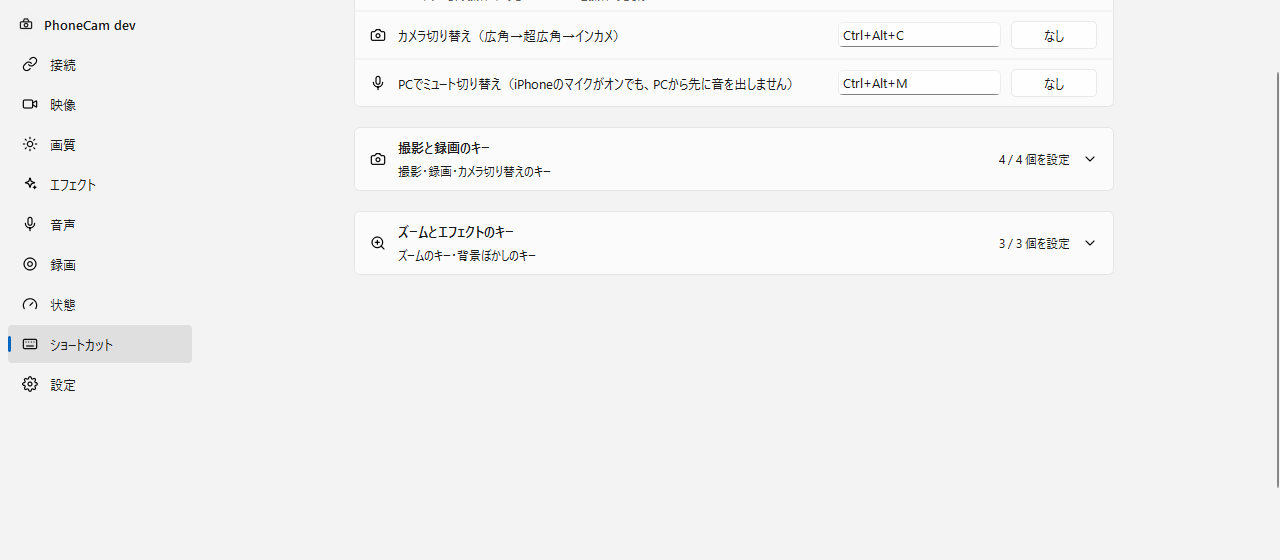 PhoneCam dev
接続
映像
画質
エフェクト
音声
録画
状態
ショートカット
設定
カメラ切り替え（広角→超広角→インカメ）
Ctrl+Alt+C
なし
PCでミュート切り替え（iPhoneのマイクがオンでも、PCから先に音を出しません）
Ctrl+Alt+M
なし
撮影と録画のキー
撮影・録画・カメラ切り替えのキー
4 / 4 個を設定
ズームとエフェクトのキー
ズームのキー・背景ぼかしのキー
3 / 3 個を設定